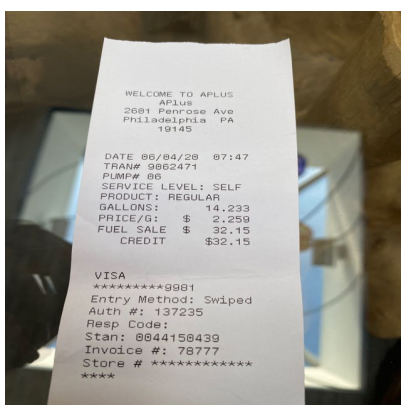 WELCOME TO APLUS
APlus
2601 Penrose Ave
Philadelphia PA
19145
DATE 06/04/20 07:47
TRAN# 9062471
PUMP# 06
SERVICE LEVEL: SELF
PRODUCT: REGULAR
GALLONS: 14.233
PRICE/G: $ 2.259
FUEL SALE $ 32.15
CREDIT $32.15
VISA
*********9981
Entry Method: Swiped
Auth #: 137235
Resp Code:
Stan: 0044150439
Invoice #: 78777
Store # ************
****